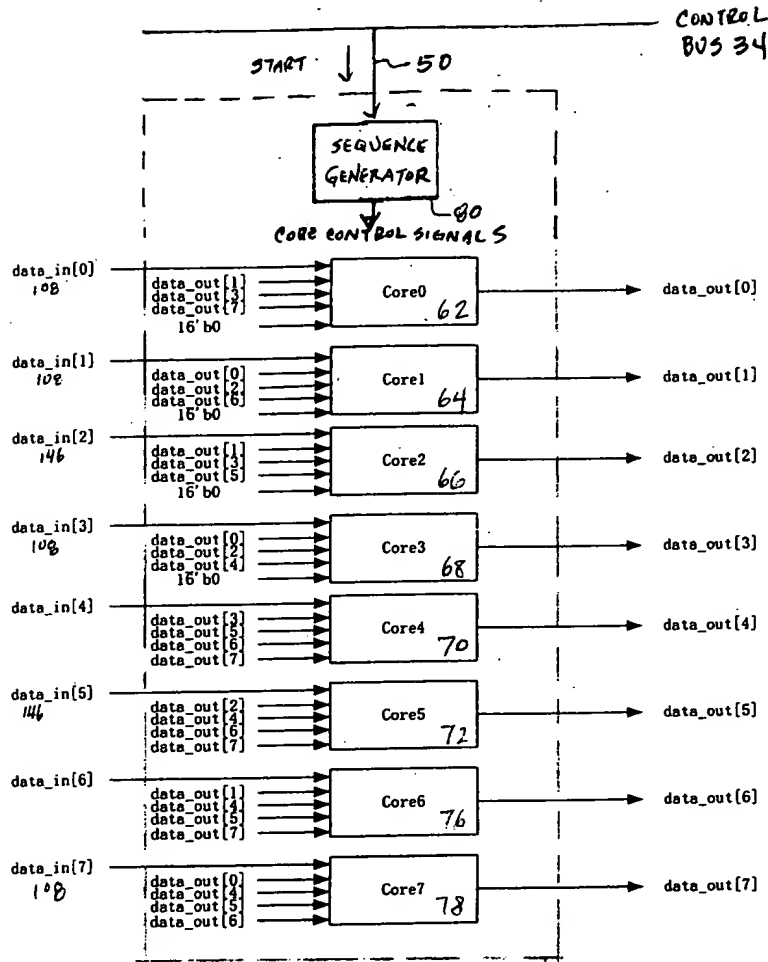 CONTROL
BUS 34
START
50
SEQUENCE
GENERATOR
80
CORE CONTROL SIGNALS
data_in[0]
108
data_out[1]
data_out[3]
data_out[7]
16'b0
Core0
62
data_out[0]
data_in[1]
108
data_out[0]
data_out[2]
data_out[6]
16'b0
Core1
64
data_out[1]
data_in[2]
146
data_out[1]
data_out[3]
data_out[5]
16'b0
Core2
66
data_out[2]
data_in[3]
108
data_out[0]
data_out[2]
data_out[4]
16'b0
Core3
68
data_out[3]
data_in[4]
data_out[3]
data_out[5]
data_out[6]
data_out[7]
Core4
70
data_out[4]
data_in[5]
146
data_out[2]
data_out[4]
data_out[6]
data_out[7]
Core5
72
data_out[5]
data_in[6]
data_out[1]
data_out[4]
data_out[5]
data_out[7]
Core6
76
data_out[6]
data_in[7]
108
data_out[0]
data_out[4]
data_out[5]
data_out[6]
Core7
78
data_out[7]